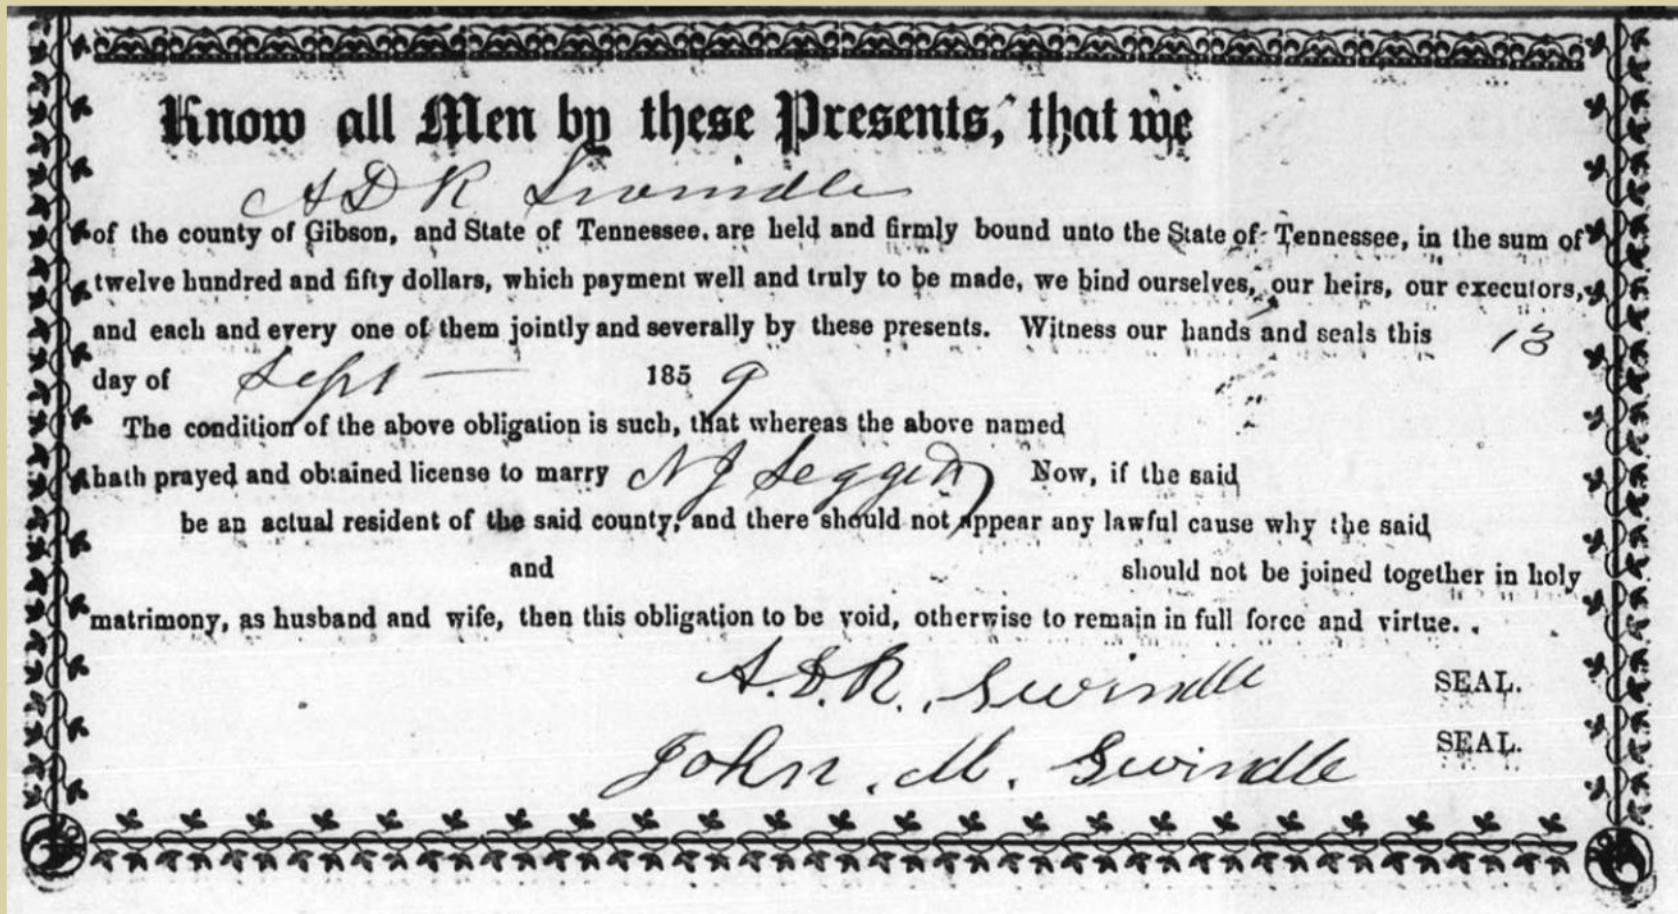 Know all Men by these Presents, that we
A D K Swindle
of the county of Gibson, and State of Tennessee, are held and firmly bound unto the State of Tennessee, in the sum of
twelve hundred and fifty dollars, which payment well and truly to be made, we bind ourselves, our heirs, our executors,
and each and every one of them jointly and severally by these presents. Witness our hands and seals this 13
day of Sept 1859
The condition of the above obligation is such, that whereas the above named
hath prayed and obtained license to marry N J Now, if the said
be an actual resident of the said county, and there should not appear any lawful cause why the said
and should not be joined together in holy
matrimony, as husband and wife, then this obligation to be void, otherwise to remain in full force and virtue.
A. D. K. Swindle SEAL.
John. M. Swindle SEAL.